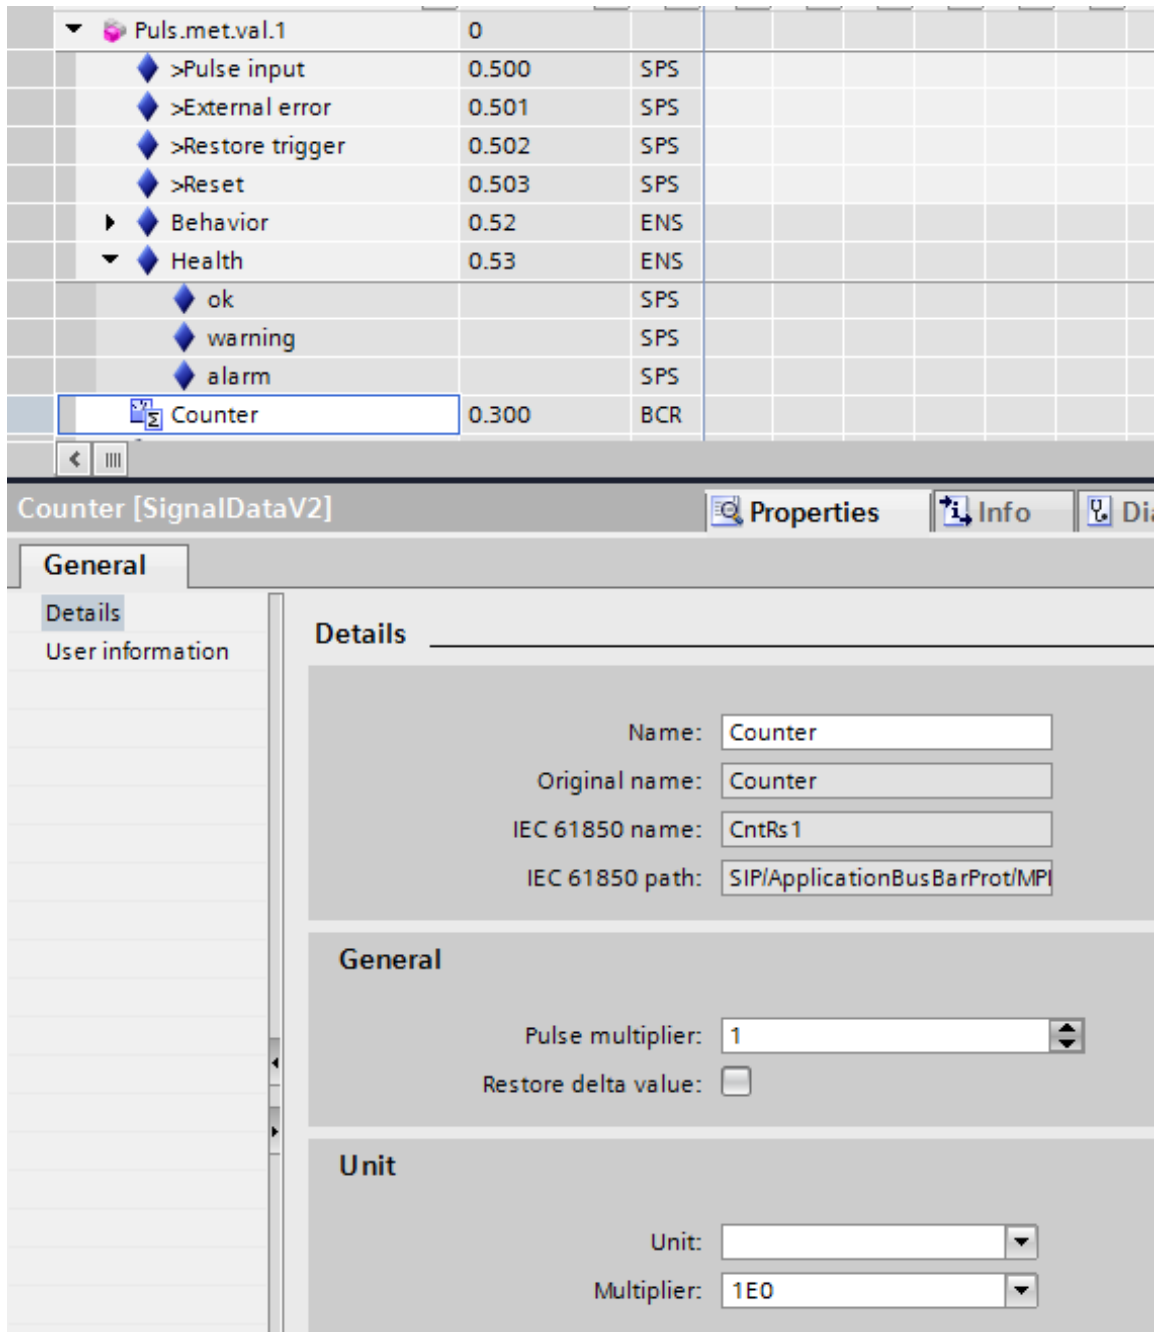 Puls.met.val.1 0
>Pulse input 0.500 SPS
>External error 0.501 SPS
>Restore trigger 0.502 SPS
>Reset 0.503 SPS
Behavior 0.52 ENS
Health 0.53 ENS
ok SPS
warning SPS
alarm SPS
Counter 0.300 BCR
Counter [SignalDataV2] Properties Info Dia
General
Details
User information
Details
Name: Counter
Original name: Counter
IEC 61850 name: CntRs1
IEC 61850 path: SIP/ApplicationBusBarProt/MPI
General
Pulse multiplier: 1
Restore delta value:
Unit
Unit:
Multiplier: 1E0